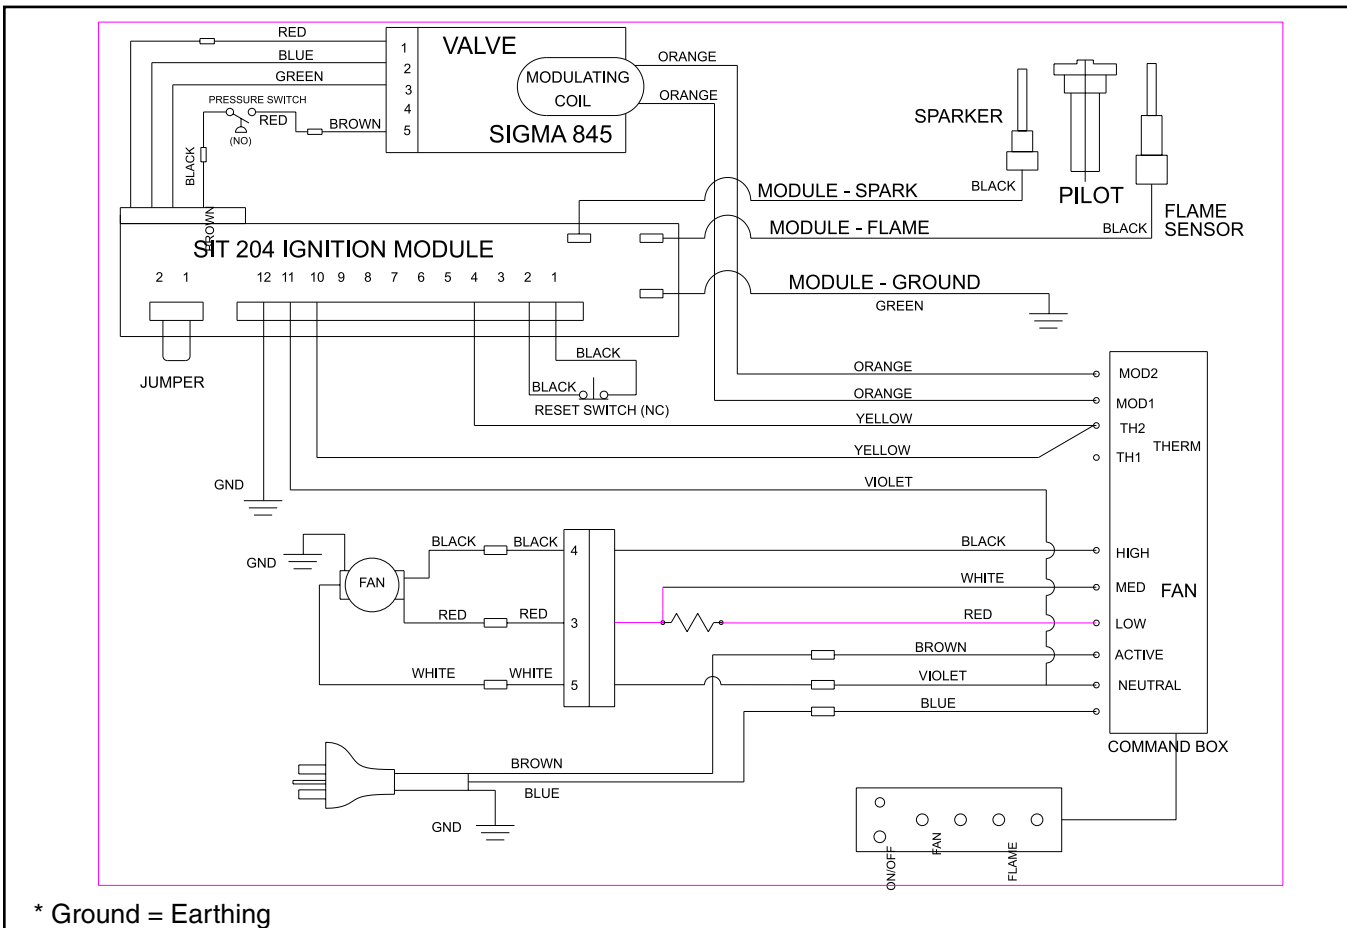 RED
BLUE
GREEN
PRESSURE SWITCH
RED
(NO)
BROWN
BLACK
BROWN
1
2
3
4
5
VALVE
MODULATING
COIL
SIGMA 845
ORANGE
ORANGE
SPARKER
BLACK
PILOT
FLAME
SENSOR
BLACK
MODULE - SPARK
MODULE - FLAME
MODULE - GROUND
GREEN
SIT 204 IGNITION MODULE
2 1 12 11 10 9 8 7 6 5 4 3 2 1
JUMPER
BLACK
BLACK
RESET SWITCH (NC)
ORANGE
ORANGE
YELLOW
YELLOW
VIOLET
MOD2
MOD1
TH2
THERM
TH1
GND
GND
FAN
BLACK BLACK 4
RED RED 3
WHITE WHITE 5
BLACK
WHITE
RED
BROWN
VIOLET
BLUE
HIGH
MED
FAN
LOW
ACTIVE
NEUTRAL
COMMAND BOX
BROWN
BLUE
GND
ON/OFF
FAN
FLAME
* Ground = Earthing